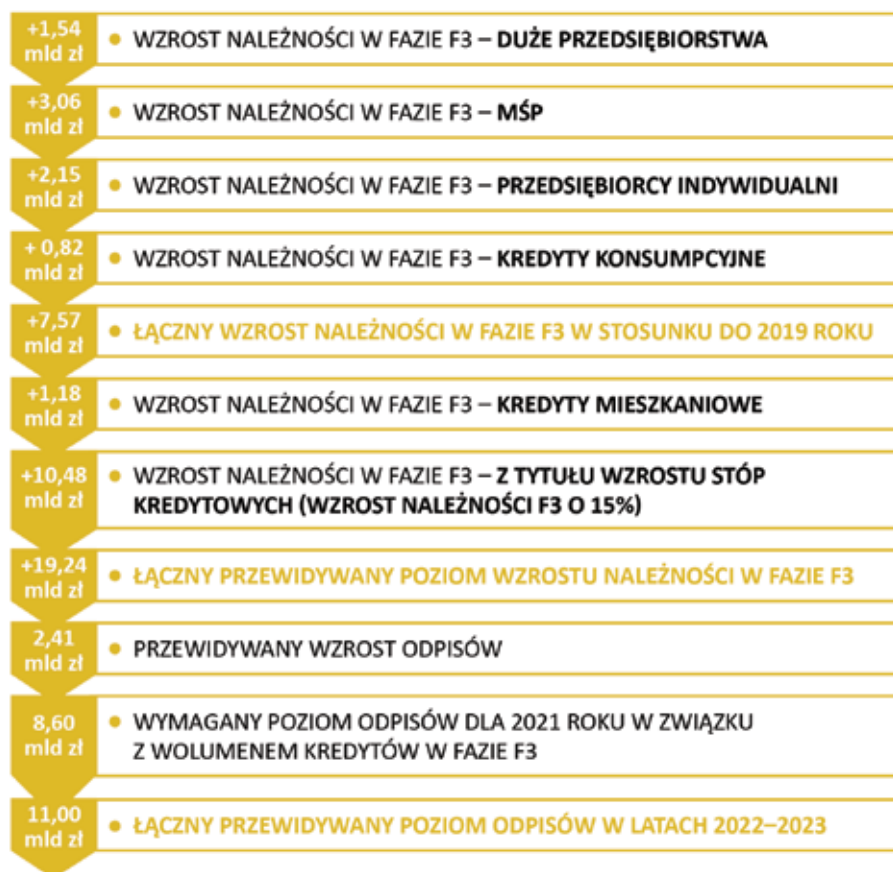 +1,54
mld zł
• WZROST NALEŻNOŚCI W FAZIE F3 – DUŻE PRZEDSIĘBIORSTWA
+3,06
mld zł
• WZROST NALEŻNOŚCI W FAZIE F3 – MŚP
+2,15
mld zł
• WZROST NALEŻNOŚCI W FAZIE F3 – PRZEDSIĘBIORCY INDYWIDUALNI
+ 0,82
mld zł
• WZROST NALEŻNOŚCI W FAZIE F3 – KREDYTY KONSUMPCYJNE
+7,57
mld zł
• ŁĄCZNY WZROST NALEŻNOŚCI W FAZIE F3 W STOSUNKU DO 2019 ROKU
+1,18
mld zł
• WZROST NALEŻNOŚCI W FAZIE F3 – KREDYTY MIESZKANIOWE
+10,48
mld zł
• WZROST NALEŻNOŚCI W FAZIE F3 – Z TYTUŁU WZROSTU STÓP
KREDYTOWYCH (WZROST NALEŻNOŚCI F3 O 15%)
+19,24
mld zł
• ŁĄCZNY PRZEWIDYWANY POZIOM WZROSTU NALEŻNOŚCI W FAZIE F3
2,41
mld zł
• PRZEWIDYWANY WZROST ODPISÓW
8,60
mld zł
• WYMAGANY POZIOM ODPISÓW DLA 2021 ROKU W ZWIĄZKU
Z WOLUMENEM KREDYTÓW W FAZIE F3
11,00
mld zł
• ŁĄCZNY PRZEWIDYWANY POZIOM ODPISÓW W LATACH 2022–2023